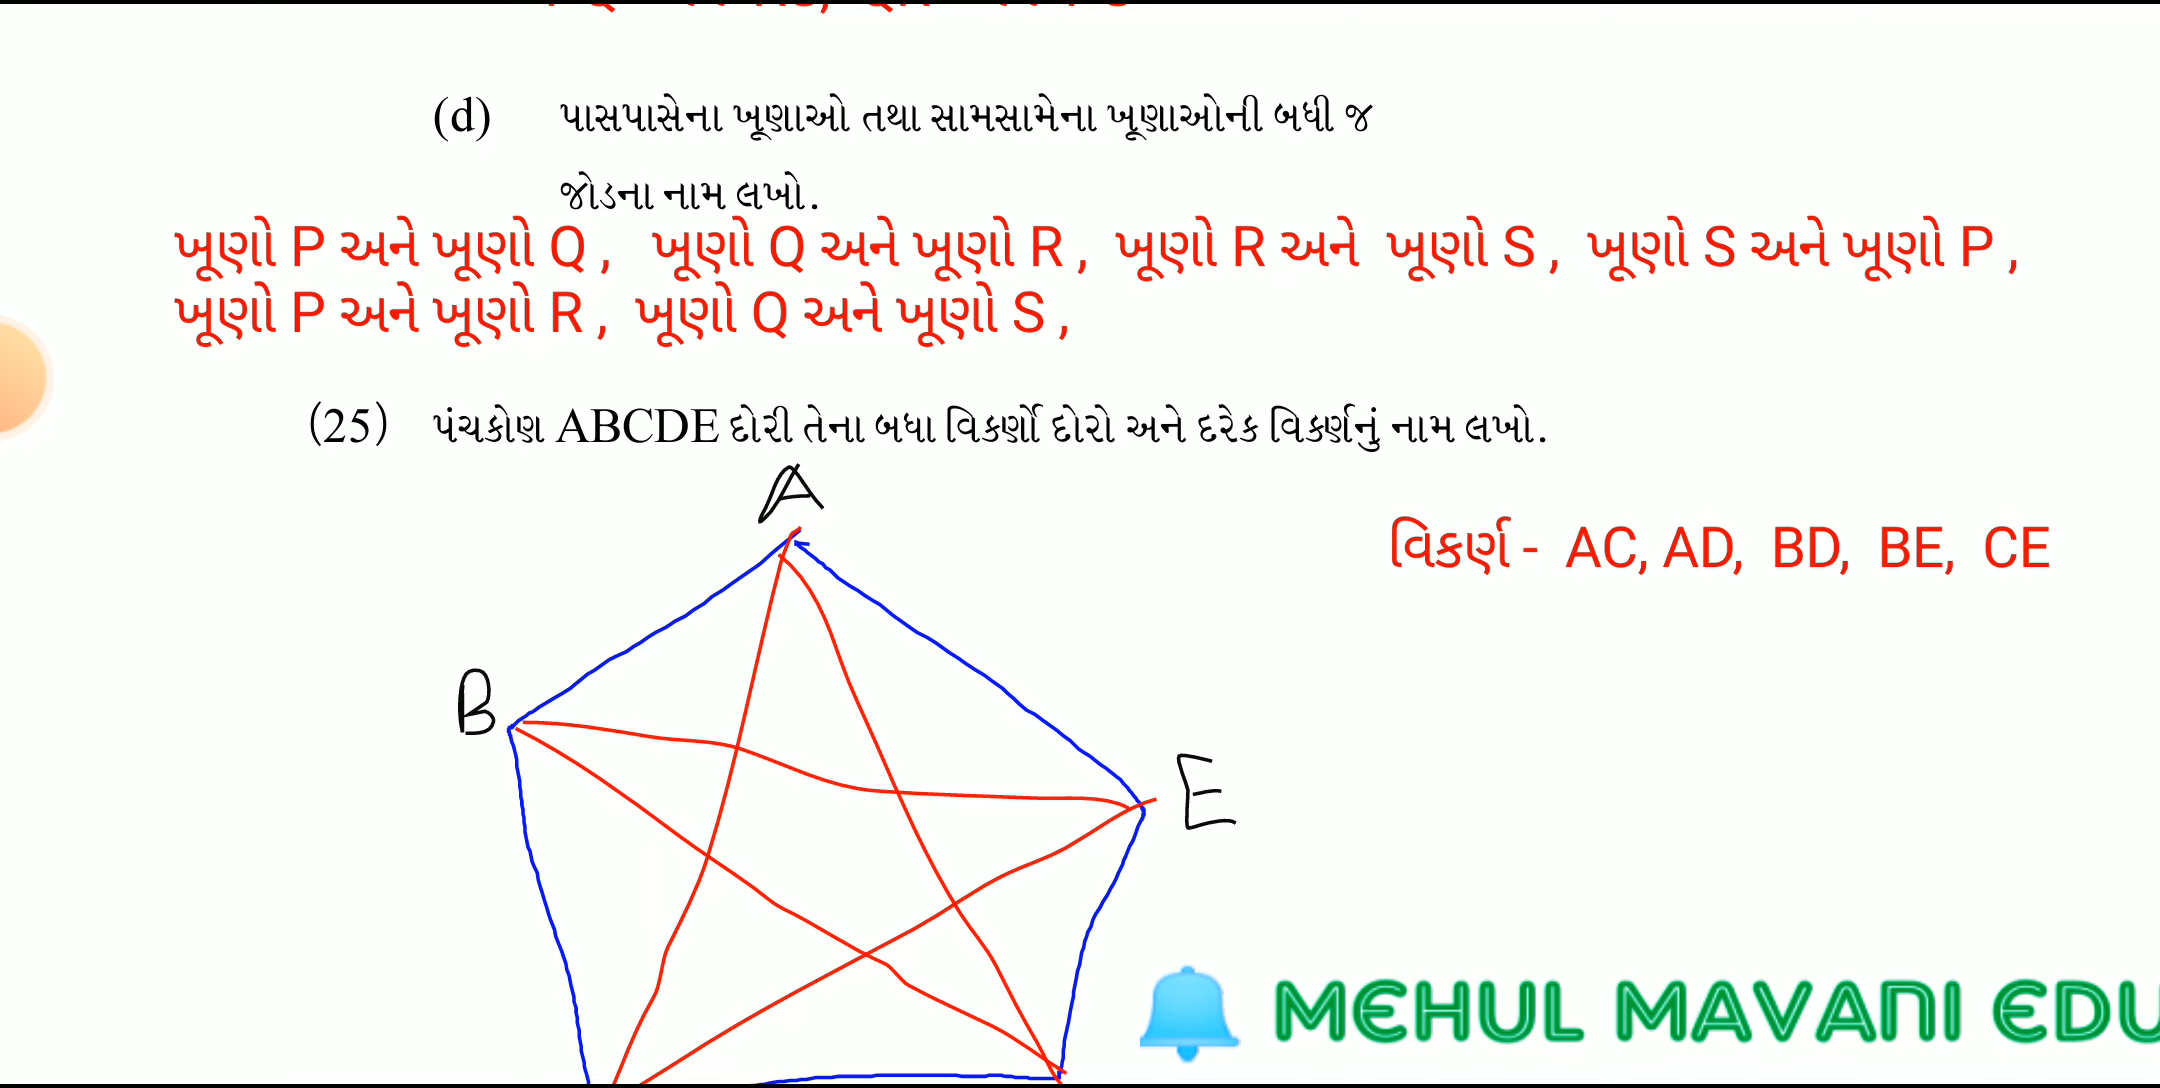 (d) પાસપાસેના ખૂણાઓ તથા સામસામેના ખૂણાઓની બધી જ
જોડના નામ લખો.
ખૂણો P અને ખૂણો Q , ખૂણો Q અને ખૂણો R , ખૂણો R અને ખૂણો S , ખૂણો S અને ખૂણો P ,
ખૂણો P અને ખૂણો R , ખૂણો Q અને ખૂણો S ,
(25) પંચકોણ ABCDE દોરી તેના બધા વિકર્ણો દોરો અને દરેક વિકર્ણનું નામ લખો.
A
વિકર્ણ - AC, AD, BD, BE, CE
B
E
MEHUL MAVANI EDU